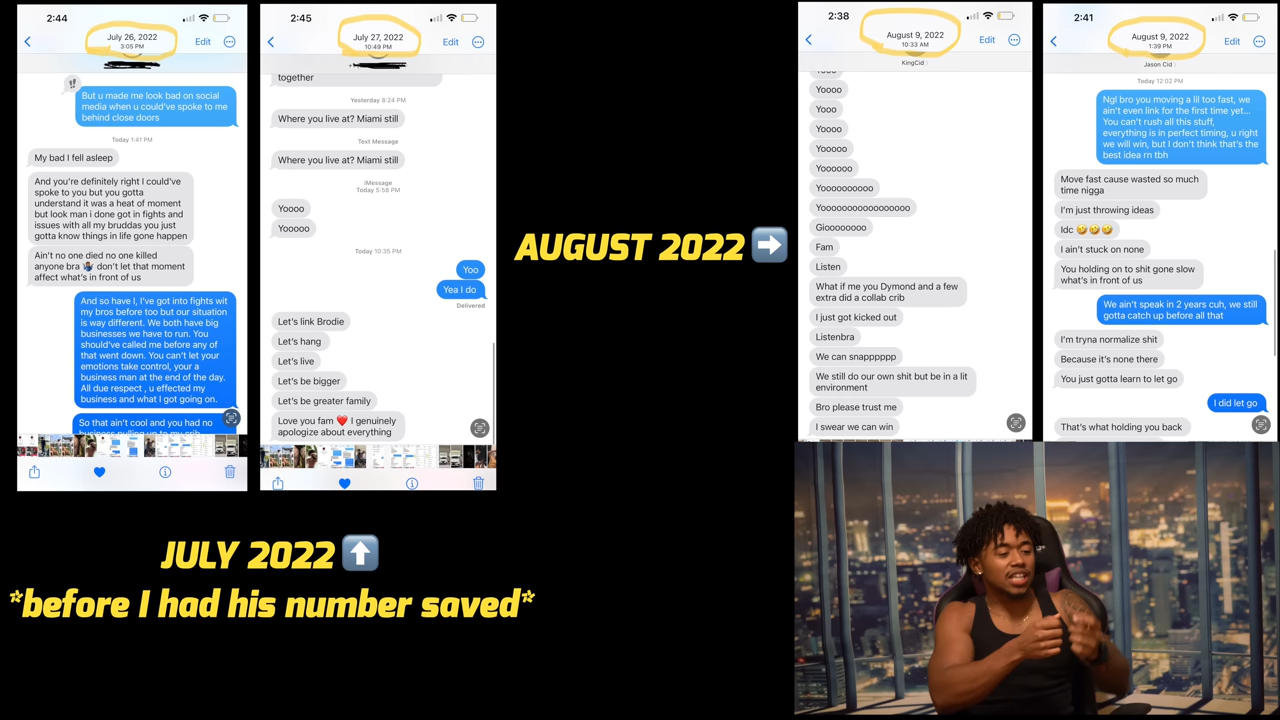 2:44
July 26, 2022
3:05 PM
Edit
But u made me look bad on social
media when u could've spoke to me
behind close doors
Today 1:41 PM
My bad I fell asleep
And you're definitely right I could've
spoke to you but you gotta
understand it was a heat of moment
but look man i done got in fights and
issues with all my bruddas you just
gotta know things in life gone happen
Ain't no one died no one killed
anyone bra 🤷🏿‍♂️ don't let that moment
affect what's in front of us
And so have I, I've got into fights wit
my bros before too but our situation
is way different. We both have big
businesses we have to run. You
should've called me before any of
that went down. You can't let your
emotions take control, your a
business man at the end of the day.
All due respect , u effected my
business and what I got going on.
So that ain't cool and you had no
business pulling up to my crib
2:45
July 27, 2022
10:49 PM
Edit
together
Yesterday 8:24 PM
Where you live at? Miami still
Text Message
Where you live at? Miami still
iMessage
Today 5:58 PM
Yoooo
Yooooo
Today 10:35 PM
Yoo
Yea I do
Delivered
Let's link Brodie
Let's hang
Let's live
Let's be bigger
Let's be greater family
Love you fam ❤️ I genuinely
apologize about everything
JULY 2022 ⬆️
*before I had his number saved*
AUGUST 2022 ➡️
2:38
August 9, 2022
10:33 AM
Edit
KingCid
Yooo
Yoooo
Yooo
Yoooo
Yooooo
Yoooooo
Yoooooooooo
Yooooooooooooooooo
Gioooooooo
Fam
Listen
What if me you Dymond and a few
extra did a collab crib
I just got kicked out
Listenbra
We can snapppppp
We still do our own shit but be in a lit
environment
Bro please trust me
I swear we can win
2:41
August 9, 2022
1:39 PM
Edit
Jason Cid
Today 12:02 PM
Ngl bro you moving a lil too fast, we
ain't even link for the first time yet...
You can't rush all this stuff,
everything is in perfect timing, u right
we will win, but I don't think that's the
best idea rn tbh
Move fast cause wasted so much
time nigga
I'm just throwing ideas
Idc 🤣🤣🤣
I ain't stuck on none
You holding on to shit gone slow
what's in front of us
We ain't speak in 2 years cuh, we still
gotta catch up before all that
I'm tryna normalize shit
Because it's none there
You just gotta learn to let go
I did let go
That's what holding you back